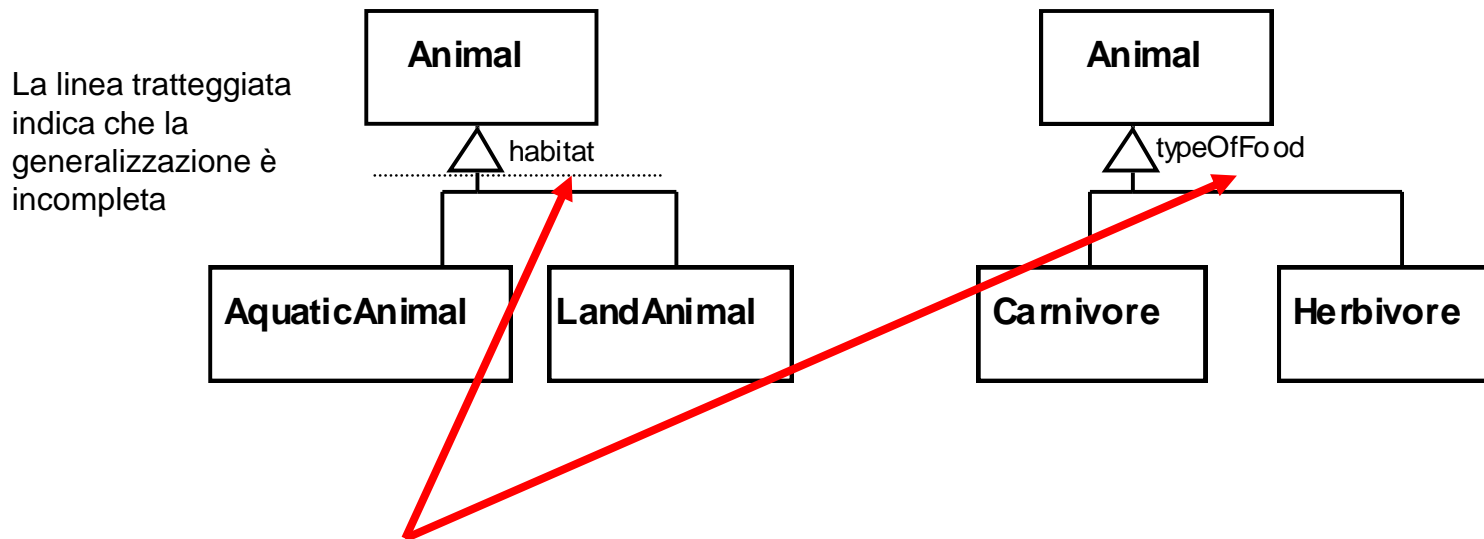 La linea tratteggiata
indica che la
generalizzazione è
incompleta
Animal
habitat
AquaticAnimal
LandAnimal
Animal
typeOfFood
Carnivore
Herbivore